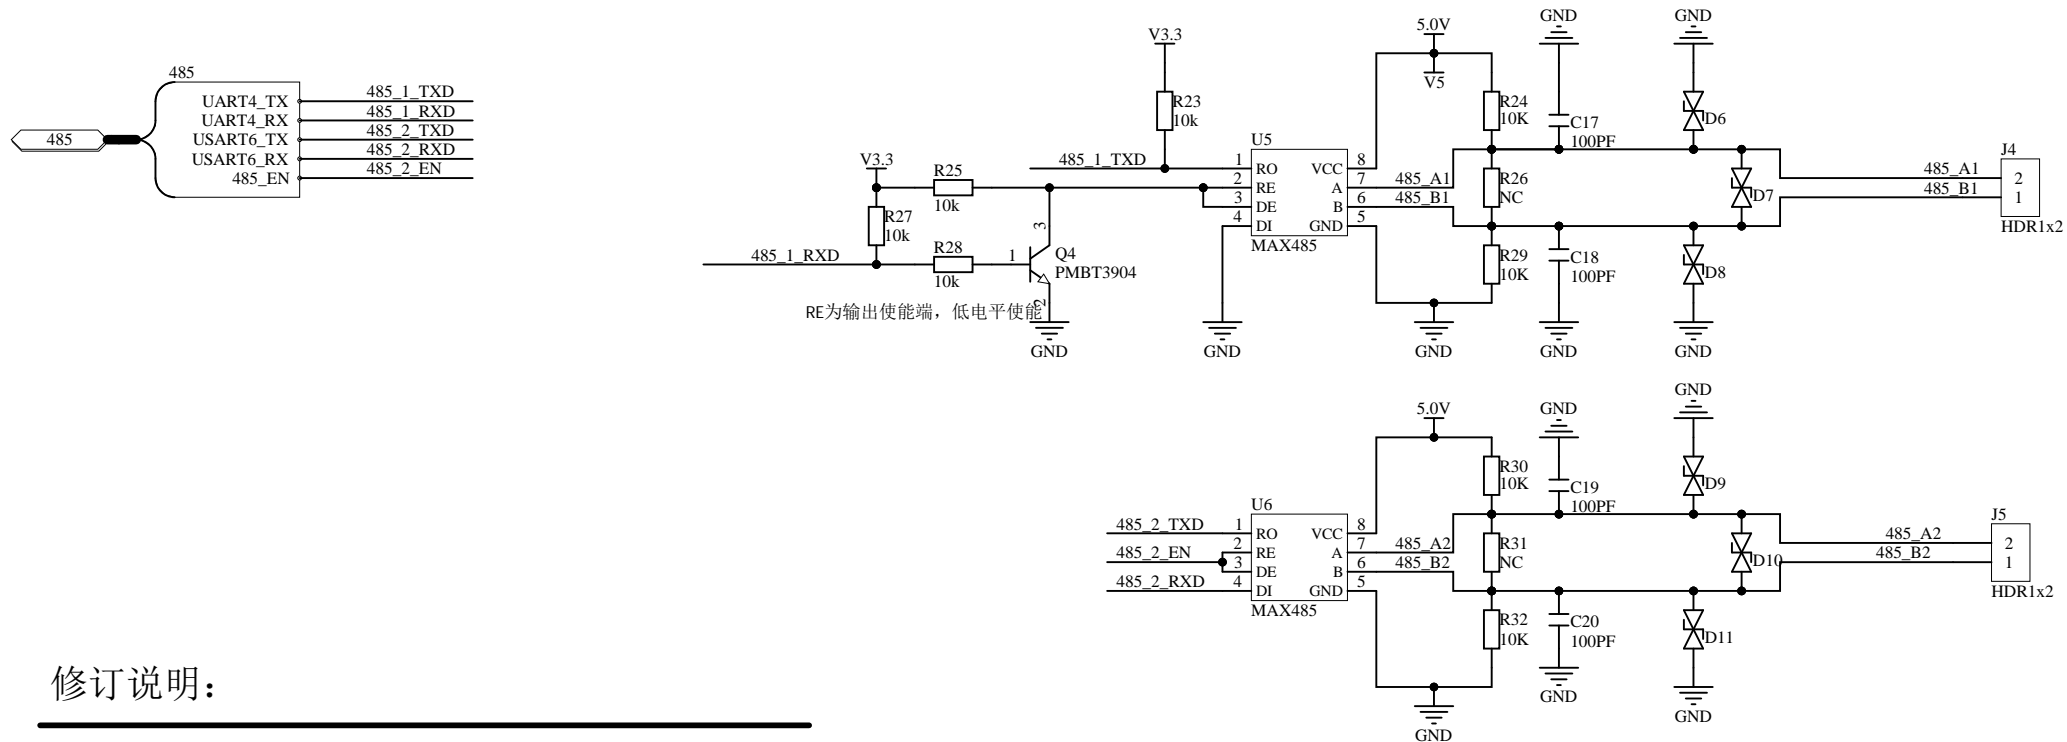 485
485
UART4_TX
485_1_TXD
UART4_RX
485_1_RXD
USART6_TX
485_2_TXD
USART6_RX
485_2_RXD
485_EN
485_2_EN
V3.3
R23
10k
485_1_TXD
V3.3
R25
10k
R27
10k
485_1_RXD
R28
10k
1
3
2
Q4
PMBT3904
RE为输出使能端，低电平使能
GND
GND
U5
1
RO
2
RE
3
DE
4
DI
VCC
8
A
7
B
6
GND
5
MAX485
485_A1
485_B1
5.0V
V5
R24
10K
R26
NC
R29
10K
GND
GND
C17
100PF
C18
100PF
GND
GND
D6
D7
D8
GND
485_A1
485_B1
J4
2
1
HDR1x2
485_2_TXD
485_2_EN
485_2_RXD
U6
1
RO
2
RE
3
DE
4
DI
VCC
8
A
7
B
6
GND
5
MAX485
485_A2
485_B2
5.0V
R30
10K
R31
NC
R32
10K
GND
GND
C19
100PF
C20
100PF
GND
GND
D9
D10
D11
GND
485_A2
485_B2
J5
2
1
HDR1x2
修订说明：